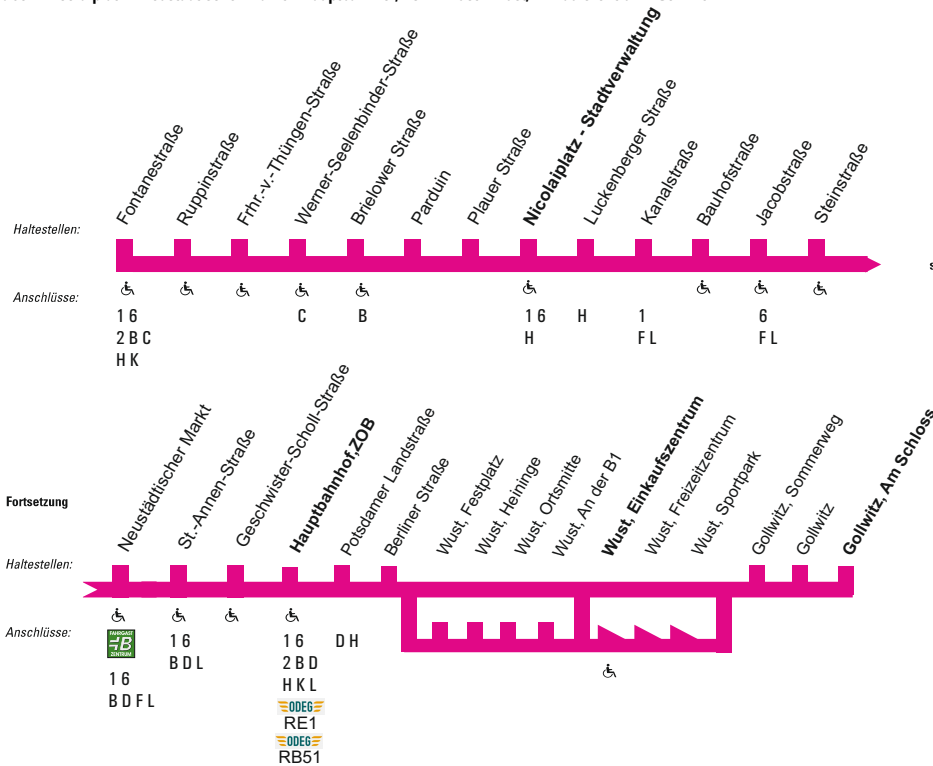 Fontanestraße
Ruppinstraße
Frhr.-v.-Thüngen-Straße
Werner-Seelenbinder-Straße
Brielower Straße
Parduin
Plauer Straße
Nicolaiplatz - Stadtverwaltung
Luckenberger Straße
Kanalstraße
Bauhofstraße
Jacobstraße
Steinstraße
Haltestellen:
s
Anschlüsse:
1 6
2 B C
H K
C
B
1 6
H
H
1
F L
6
F L
Fortsetzung
Neustädtischer Markt
St.-Annen-Straße
Geschwister-Scholl-Straße
Hauptbahnhof,ZOB
Potsdamer Landstraße
Berliner Straße
Wust, Festplatz
Wust, Heininge
Wust, Ortsmitte
Wust, An der B1
Wust, Einkaufszentrum
Wust, Freizeitzentrum
Wust, Sportpark
Gollwitz, Sommerweg
Gollwitz
Gollwitz, Am Schloss
Haltestellen:
Anschlüsse:
FAHRGAST
B
ZENTRUM
1 6
B D F L
1 6
B D L
1 6
2 B D
H K L
ODEG
RE1
ODEG
RB51
D H